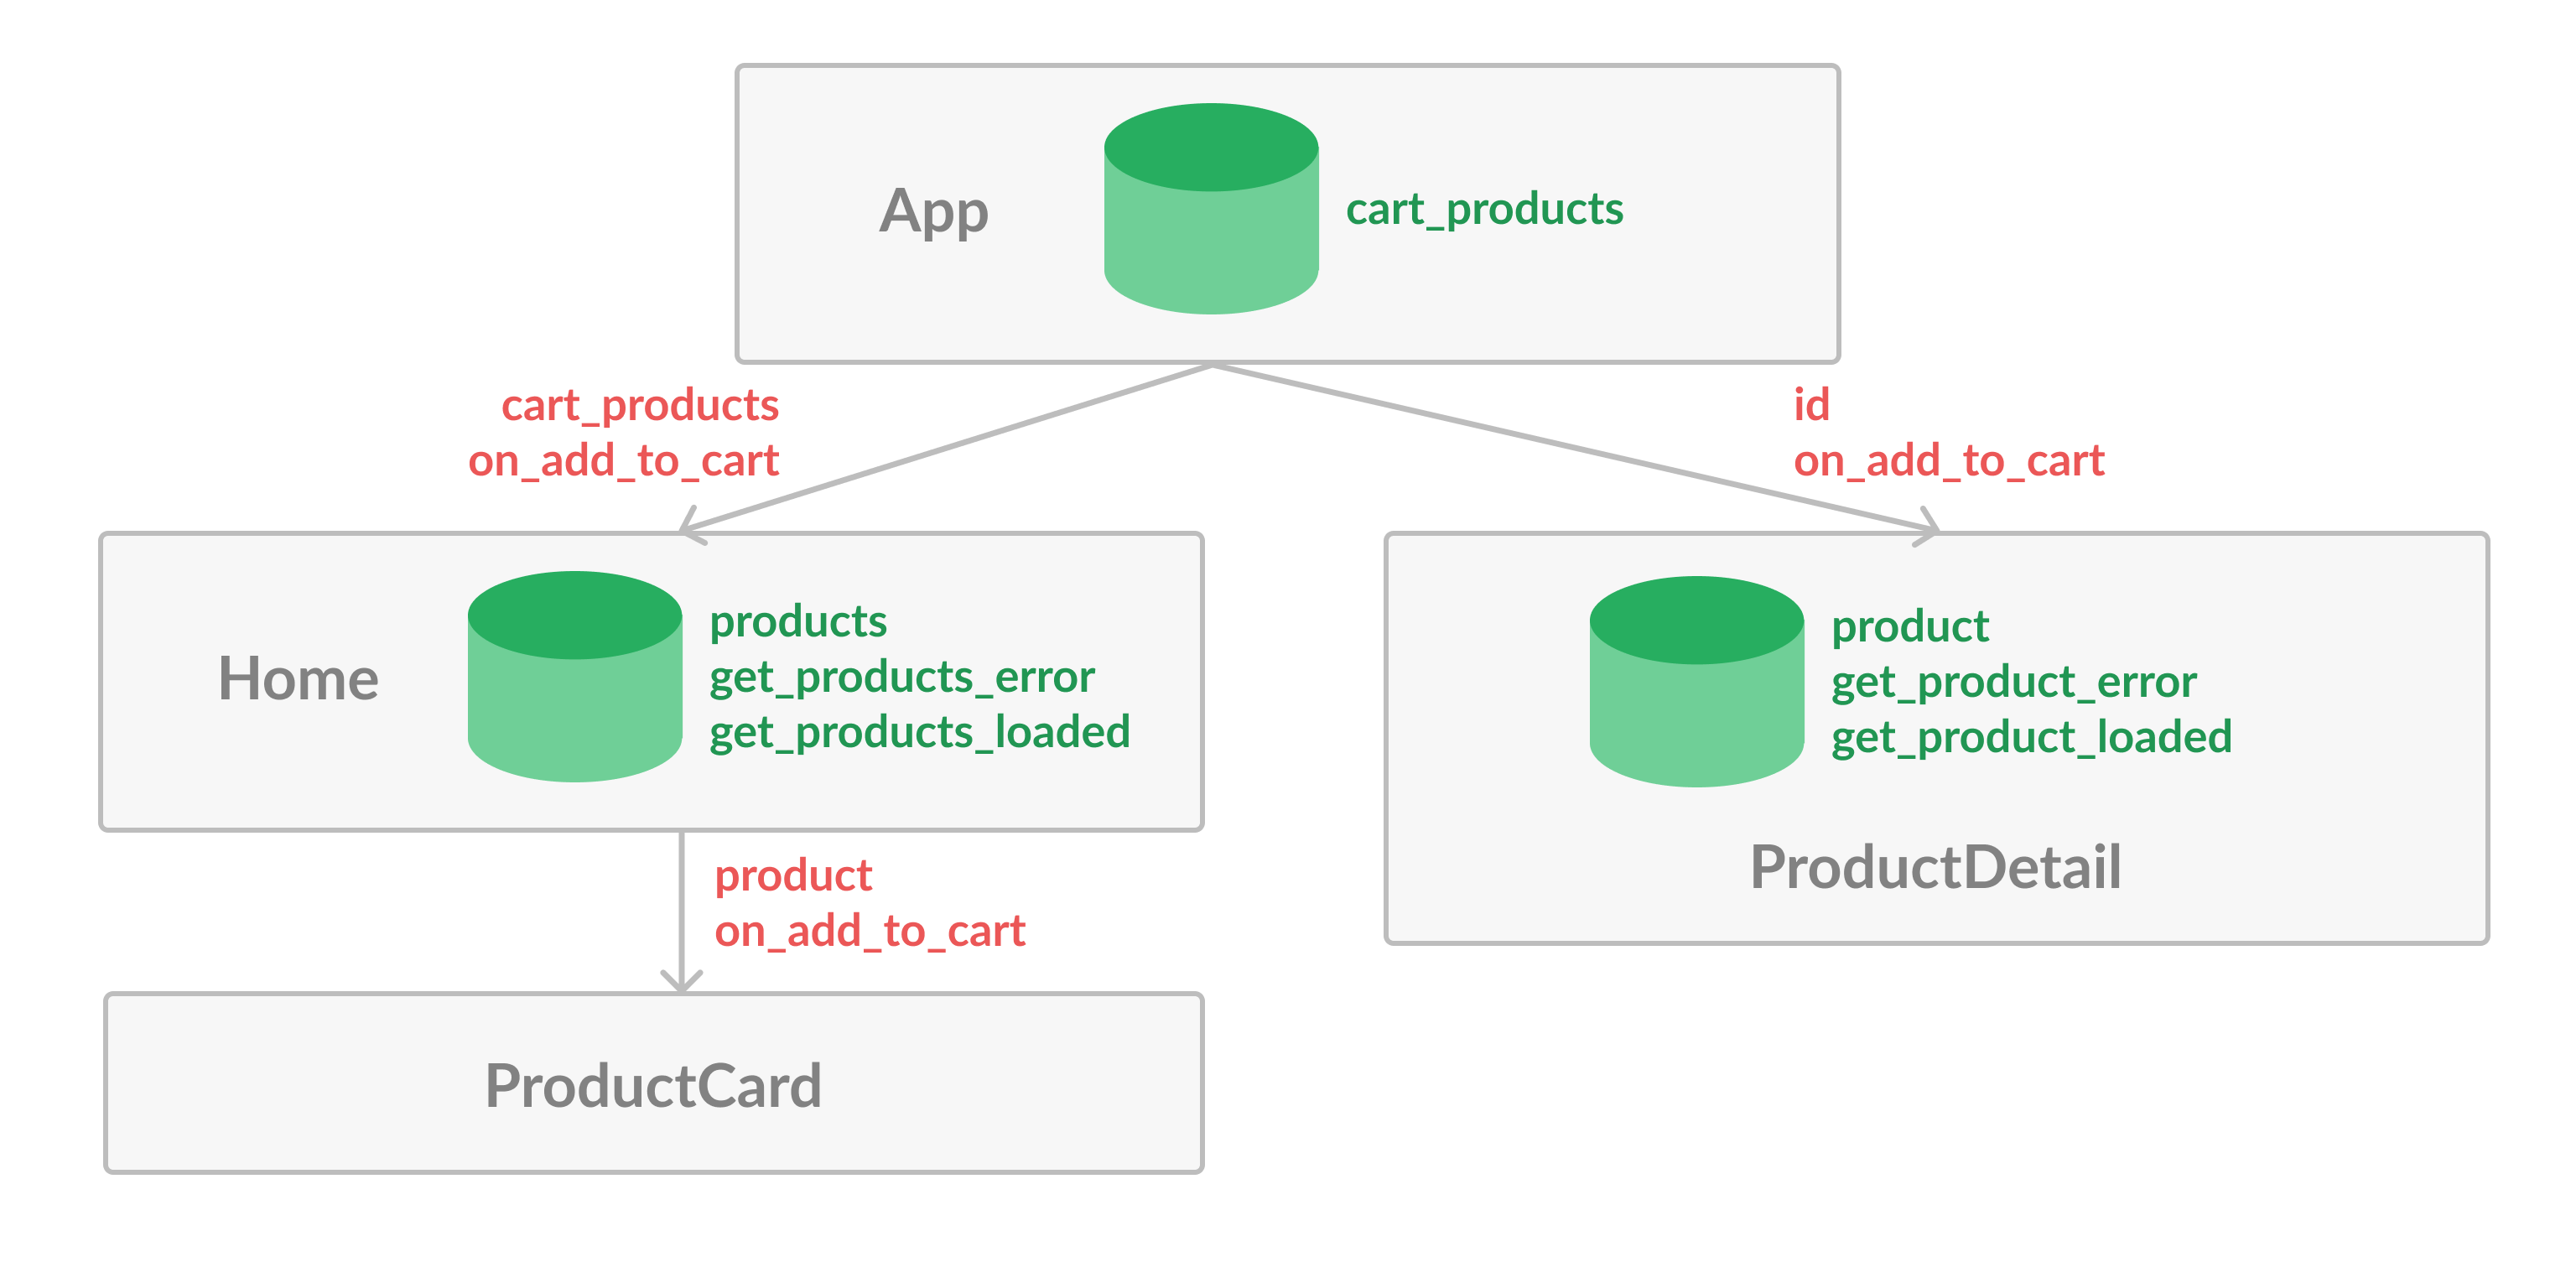 App
cart_products
cart_products
on_add_to_cart
id
on_add_to_cart
Home
products
get_products_error
get_products_loaded
product
get_product_error
get_product_loaded
ProductDetail
product
on_add_to_cart
ProductCard